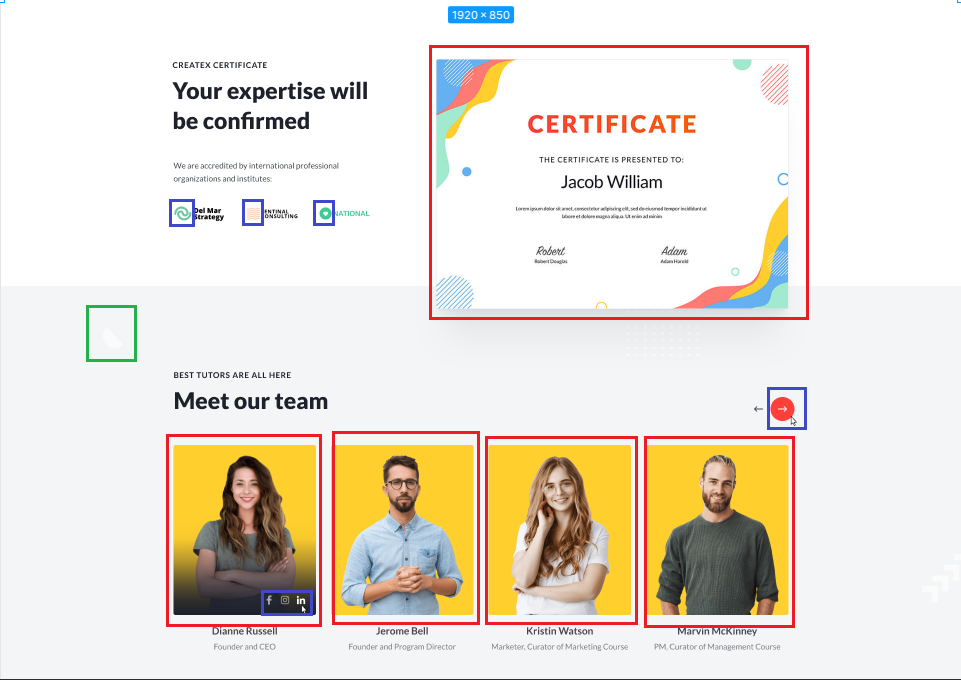 1920 × 850
CREATEX CERTIFICATE
Your expertise will
be confirmed
We are accredited by international professional
organizations and institutes:
Del Mar
Strategy
ENTINAL
ONSULTING
NATIONAL
CERTIFICATE
THE CERTIFICATE IS PRESENTED TO:
Jacob William
Lorem ipsum dolor sit amet, consectetur adipiscing elit, sed do eiusmod tempor incididunt ut
labore et dolore magna aliqua. Ut enim ad minim
Robert
Adam
Robert Douglas
Adam Harold
BEST TUTORS ARE ALL HERE
Meet our team
Dianne Russell
Jerome Bell
Kristin Watson
Marvin McKinney
Founder and CEO
Founder and Program Director
Marketer, Curator of Marketing Course
PM, Curator of Management Course